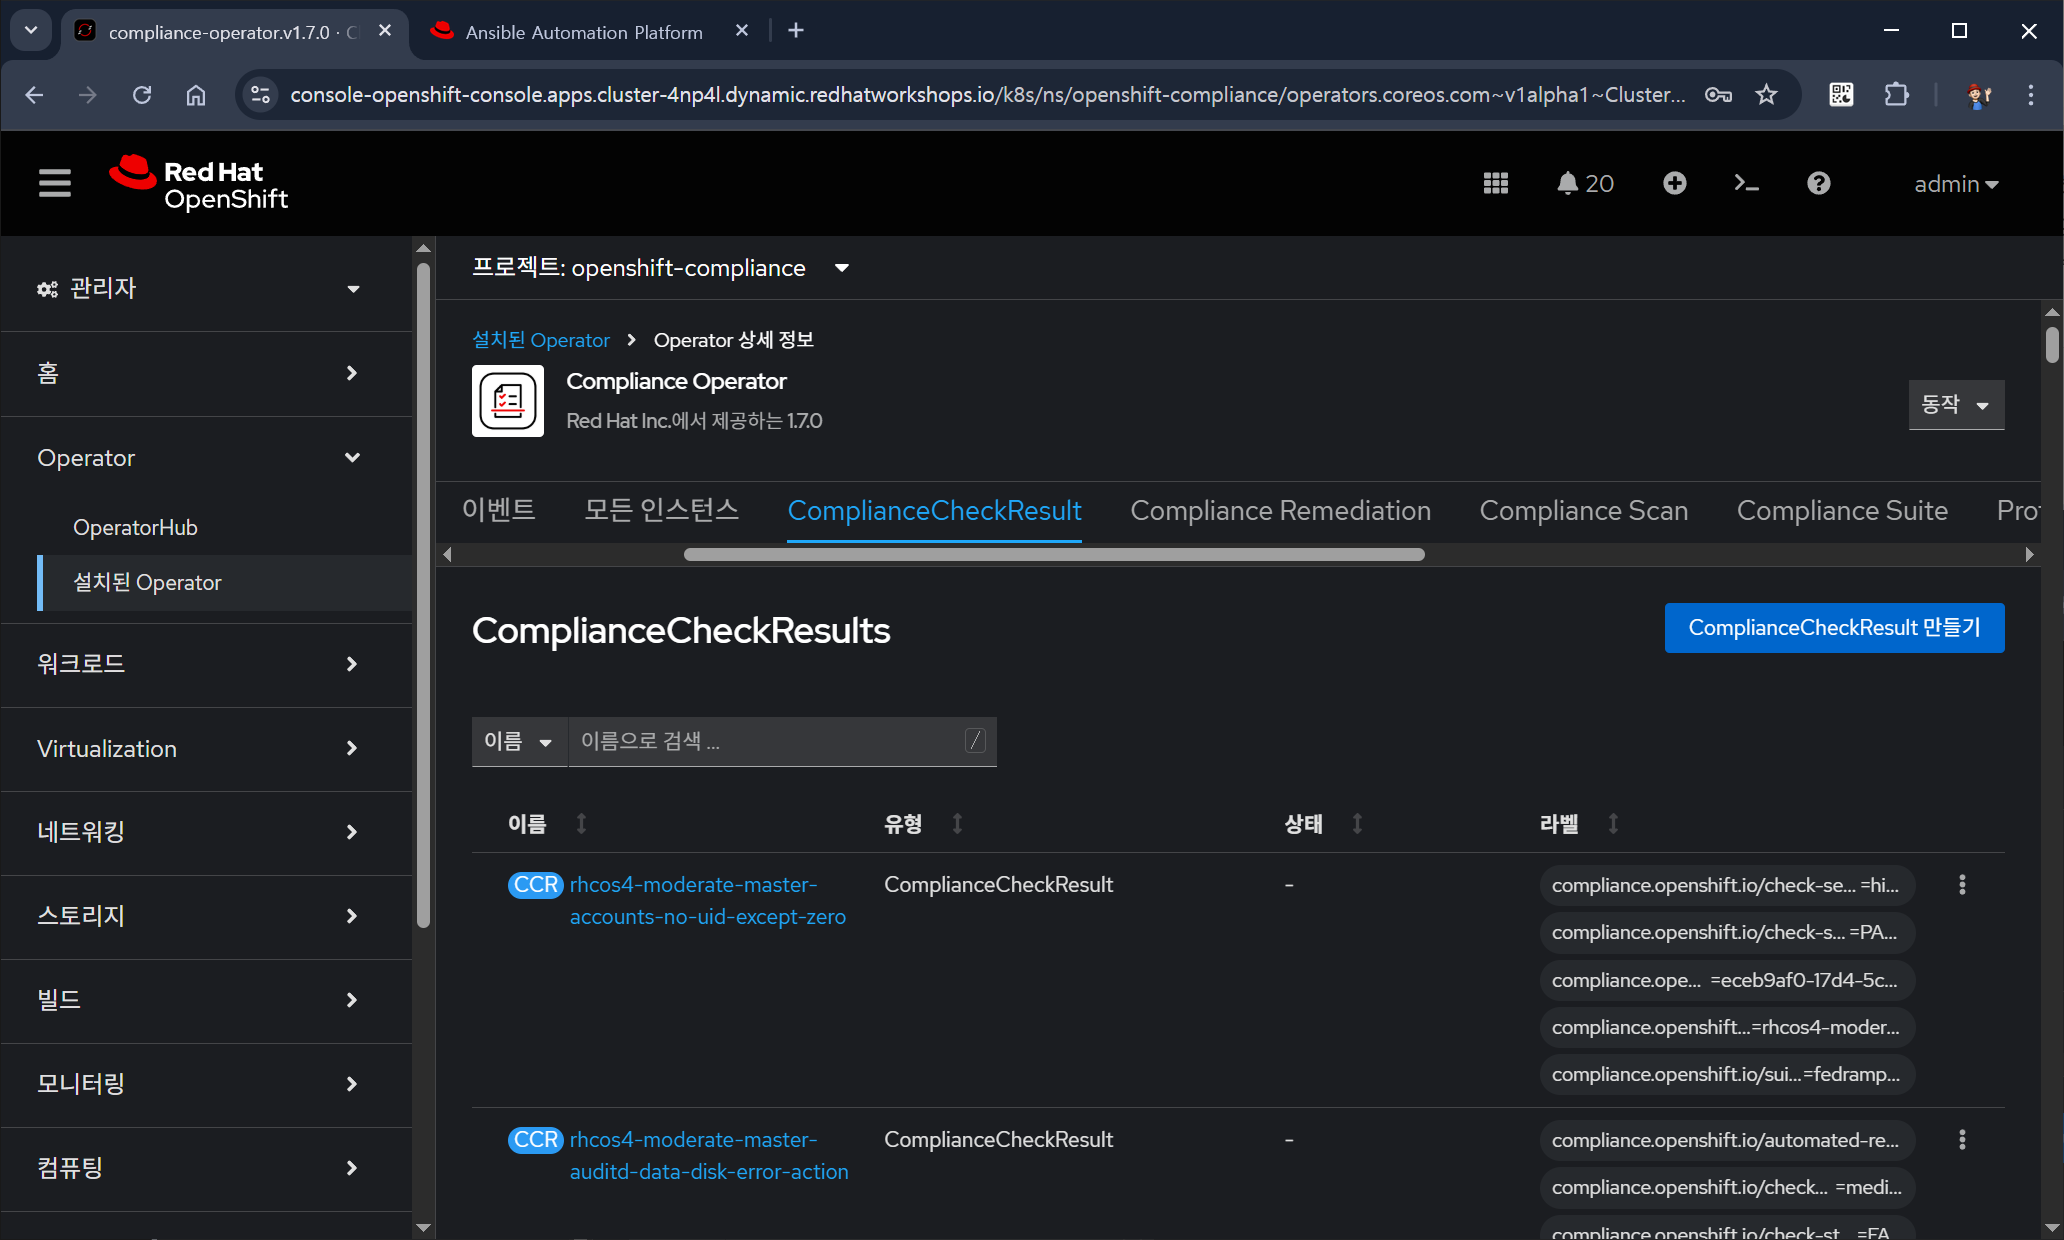 compliance-operator.v1.7.0 · C
Ansible Automation Platform
console-openshift-console.apps.cluster-4np4l.dynamic.redhatworkshops.io/k8s/ns/openshift-compliance/operators.coreos.com~v1alpha1~Cluster...
Red Hat
OpenShift
20
admin
관리자
홈
Operator
OperatorHub
설치된 Operator
워크로드
Virtualization
네트워킹
스토리지
빌드
모니터링
컴퓨팅
프로젝트: openshift-compliance
설치된 Operator > Operator 상세 정보
Compliance Operator
Red Hat Inc.에서 제공하는 1.7.0
동작
이벤트 모든 인스턴스 ComplianceCheckResult Compliance Remediation Compliance Scan Compliance Suite Pro
ComplianceCheckResults
ComplianceCheckResult 만들기
이름 이름으로 검색 ... /
이름 유형 상태 라벨
CCR rhcos4-moderate-master-
accounts-no-uid-except-zero
ComplianceCheckResult
-
compliance.openshift.io/check-se... =hi...
compliance.openshift.io/check-s... =PA...
compliance.ope... =eceb9af0-17d4-5c...
compliance.openshift...=rhcos4-moder...
compliance.openshift.io/sui...=fedramp...
CCR rhcos4-moderate-master-
auditd-data-disk-error-action
ComplianceCheckResult
-
compliance.openshift.io/automated-re...
compliance.openshift.io/check... =medi...
compliance.openshift.io/check-st... =FA...